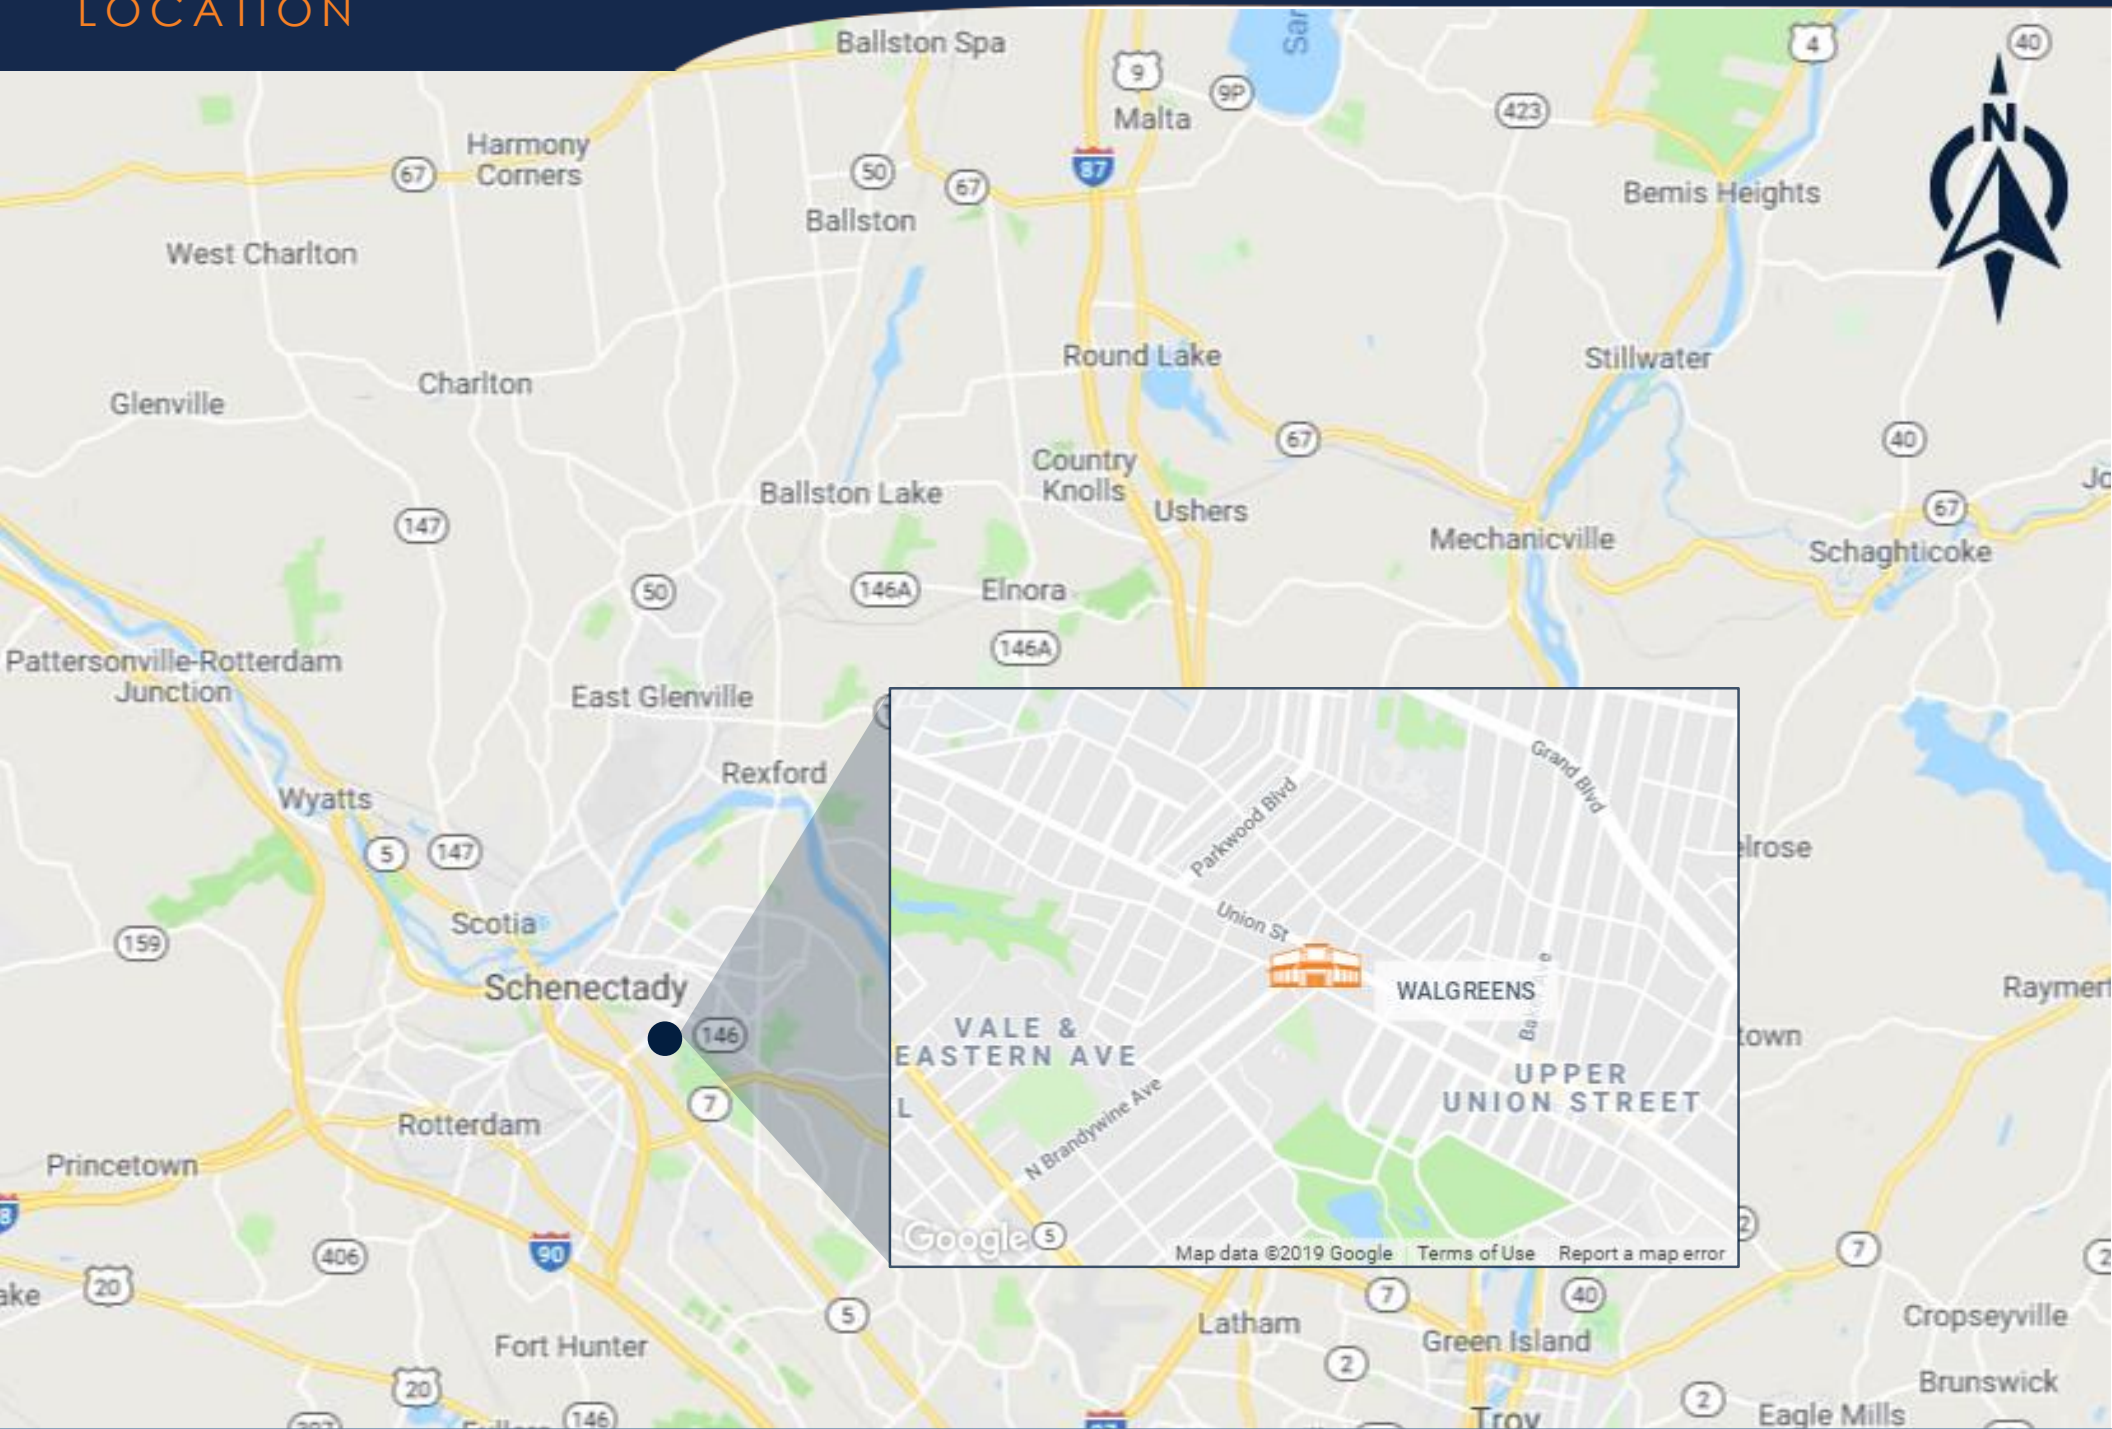 LOCATION
Ballston Spa
4
40
9
9P
Malta
423
N
Harmony
Corners
67
50
67
87
Bemis Heights
Ballston
West Charlton
Round Lake
Stillwater
Charlton
Glenville
67
40
Country
Knolls
Ballston Lake
Ushers
67
147
Mechanicville
Schaghticoke
50
146A
Elnora
146A
Pattersonville-Rotterdam
Junction
East Glenville
Rexford
Wyatts
5
147
Scotia
159
Schenectady
146
7
Rotterdam
Princetown
406
90
20
5
Fort Hunter
20
146
Grand Blvd
Parkwood Blvd
Union St
WALGREENS
VALE &
EASTERN AVE
UPPER
UNION STREET
L
N Brandywine Ave
Google
5
Map data ©2019 Google
Terms of Use
Report a map error
7
7
40
Latham
Green Island
Cropseyville
2
2
Brunswick
Eagle Mills
Troy